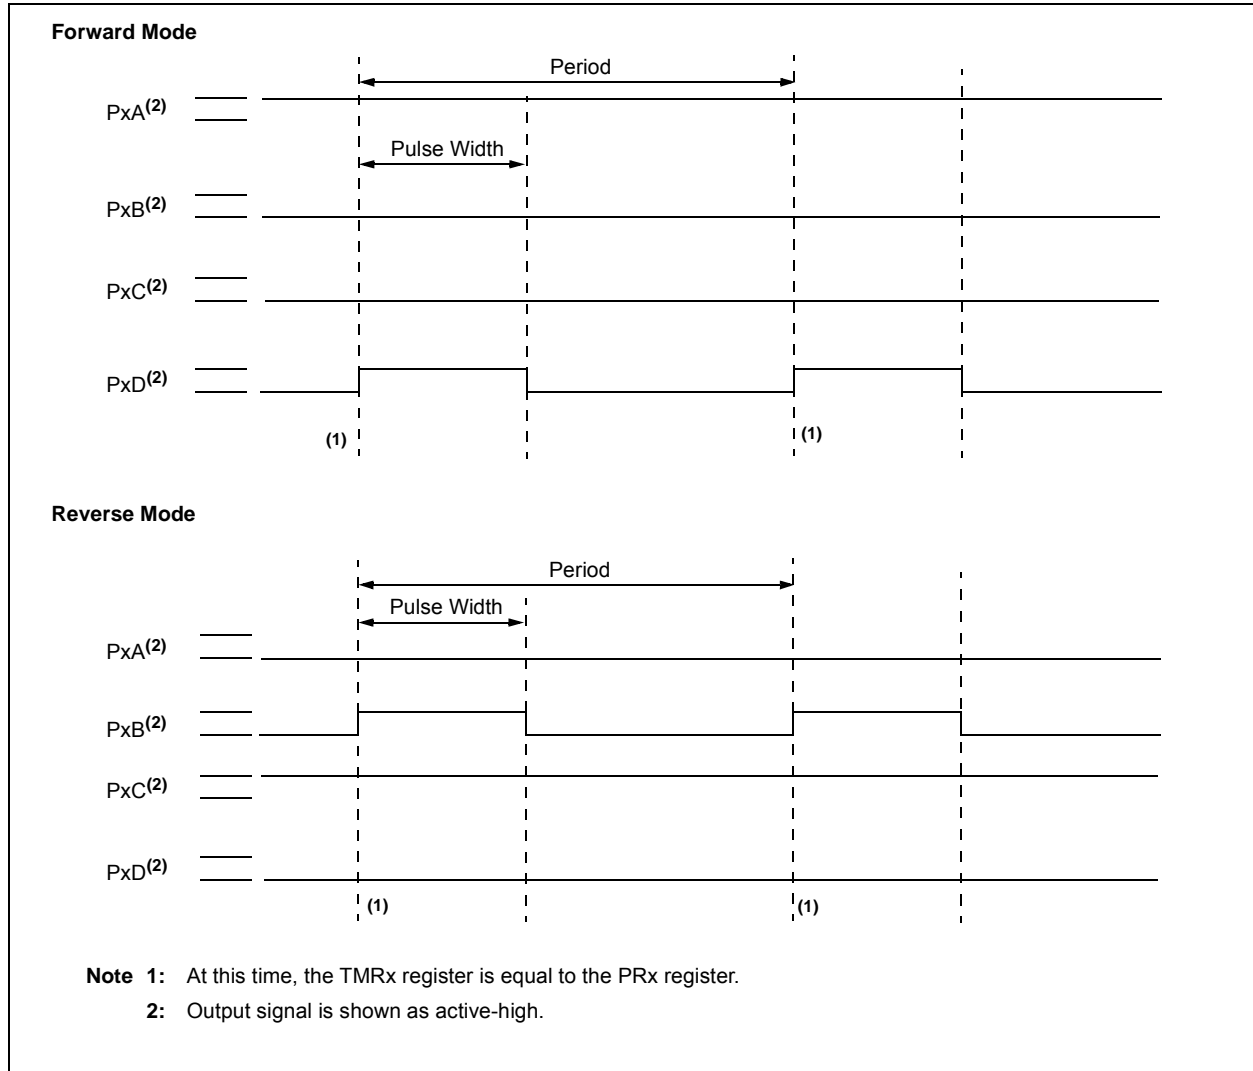 Forward Mode
Period
PxA(2)
Pulse Width
PxB(2)
PxC(2)
PxD(2)
(1) (1)
Reverse Mode
Period
Pulse Width
PxA(2)
PxB(2)
PxC(2)
PxD(2)
(1) (1)
Note 1: At this time, the TMRx register is equal to the PRx register.
2: Output signal is shown as active-high.